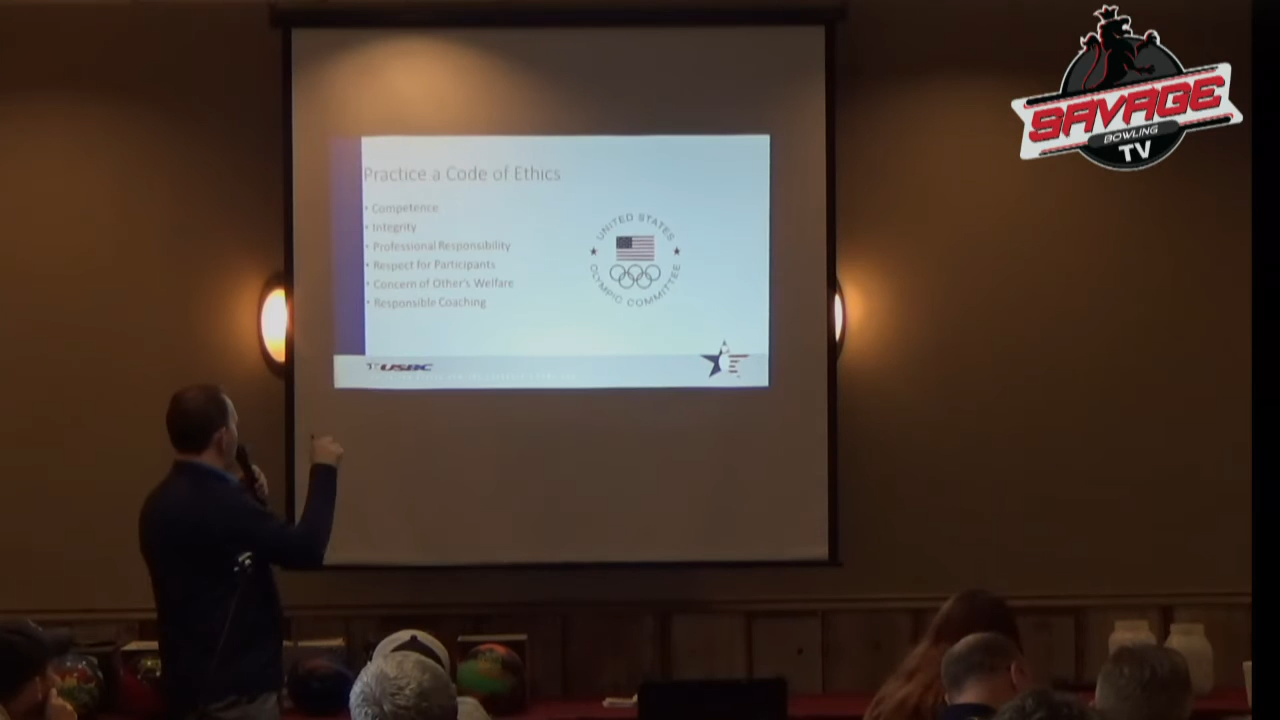 SAVAGE
BOWLING
TV
Practice a Code of Ethics
• Competence
• Integrity
• Professional Responsibility
• Respect for Participants
• Concern of Other's Welfare
• Responsible Coaching
UNITED STATES
OLYMPIC COMMITTEE
USBC